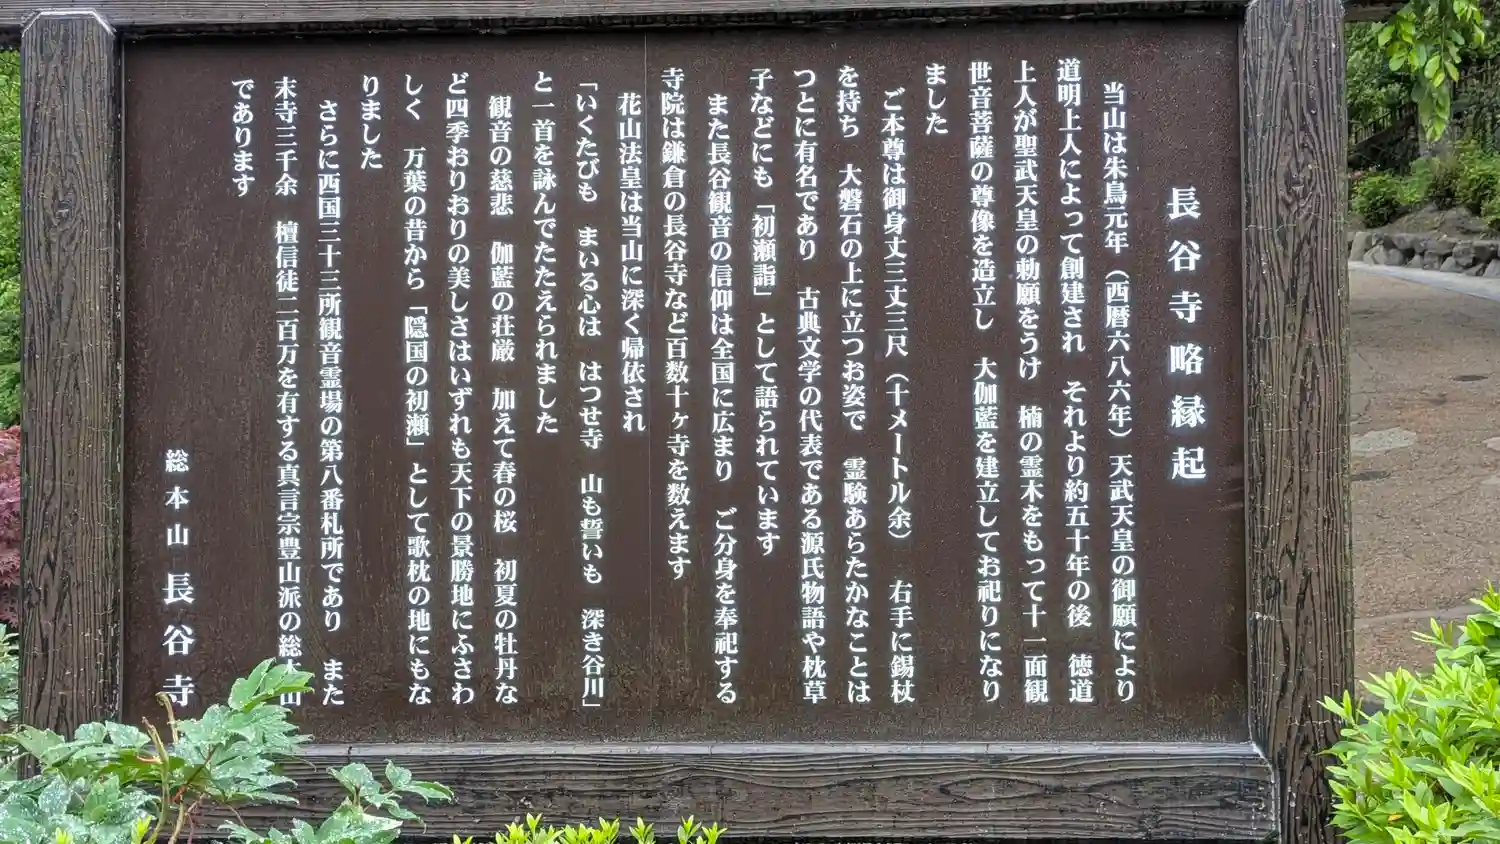 長谷寺略縁起
当山は朱鳥元年（西暦六八六年）天武天皇の御願により
道明上人によって創建され　それより約五十年の後　徳道
上人が聖武天皇の勅願をうけ　楠の霊木をもって十一面観
世音菩薩の尊像を造立し　大伽藍を建立してお祀りになり
ました
ご本尊は御身丈三丈三尺（十メートル余）　右手に錫杖
を持ち　大磐石の上に立つお姿で　霊験あらたかなことは
つとに有名であり　古典文学の代表である源氏物語や枕草
子などにも「初瀬詣」として語られています
また長谷観音の信仰は全国に広まり　ご分身を奉祀する
寺院は鎌倉の長谷寺など百数十ヶ寺を数えます
花山法皇は当山に深く帰依され
「いくたびも　まいる心は　はつせ寺　山も誓いも　深き谷川」
と一首を詠んでたたえられました
観音の慈悲　伽藍の荘厳　加えて春の桜　初夏の牡丹な
ど四季おりおりの美しさはいずれも天下の景勝地にふさわ
しく　万葉の昔から「隠国の初瀬」として歌枕の地にもな
りました
さらに西国三十三所観音霊場の第八番札所であり　また
末寺三千余　檀信徒二百万を有する真言宗豊山派の総本山
であります
総本山　長谷寺